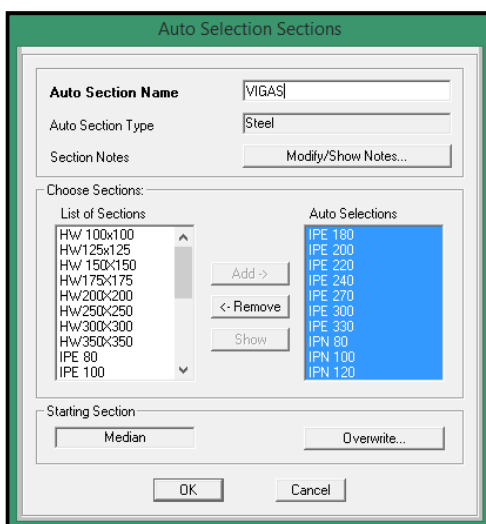 Auto Selection Sections
Auto Section Name VIGAS
Auto Section Type Steel
Section Notes Modify/Show Notes...
Choose Sections:
List of Sections
HW 100x100
HW125x125
HW 150X150
HW175X175
HW200X200
HW250X250
HW300X300
HW350X350
IPE 80
IPE 100
Add ->
<- Remove
Show
Auto Selections
IPE 180
IPE 200
IPE 220
IPE 240
IPE 270
IPE 300
IPE 330
IPN 80
IPN 100
IPN 120
Starting Section
Median Overwrite...
OK Cancel